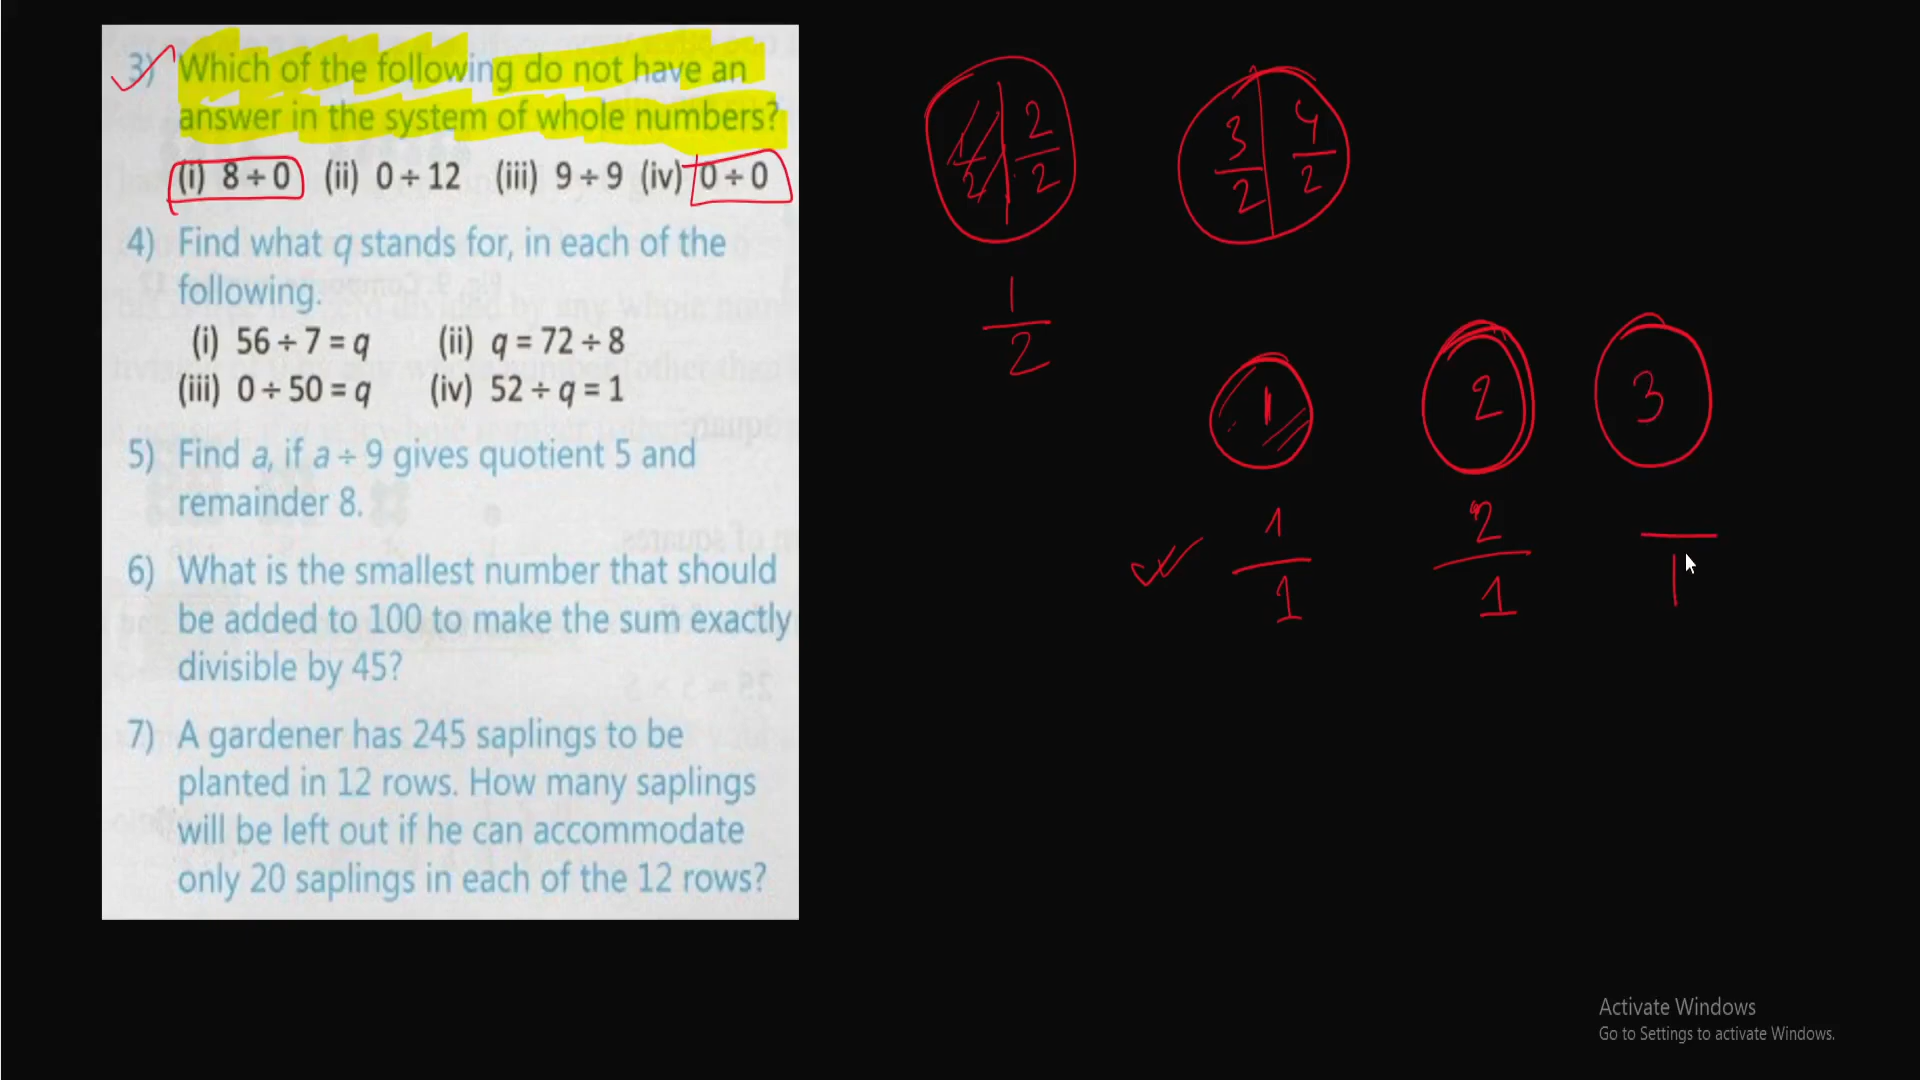 3) Which of the following do not have an
answer in the system of whole numbers?
(i) 8 ÷ 0 (ii) 0 ÷ 12 (iii) 9 ÷ 9 (iv) 0 ÷ 0
4) Find what q stands for, in each of the
following.
(i) 56 ÷ 7 = q (ii) q = 72 ÷ 8
(iii) 0 ÷ 50 = q (iv) 52 ÷ q = 1
5) Find a, if a ÷ 9 gives quotient 5 and
remainder 8.
6) What is the smallest number that should
be added to 100 to make the sum exactly
divisible by 45?
7) A gardener has 245 saplings to be
planted in 12 rows. How many saplings
will be left out if he can accommodate
only 20 saplings in each of the 12 rows?
1/2 2/2 3/2 4/2
1/2
1 2 3
1/1 2/1 /1
Activate Windows
Go to Settings to activate Windows.